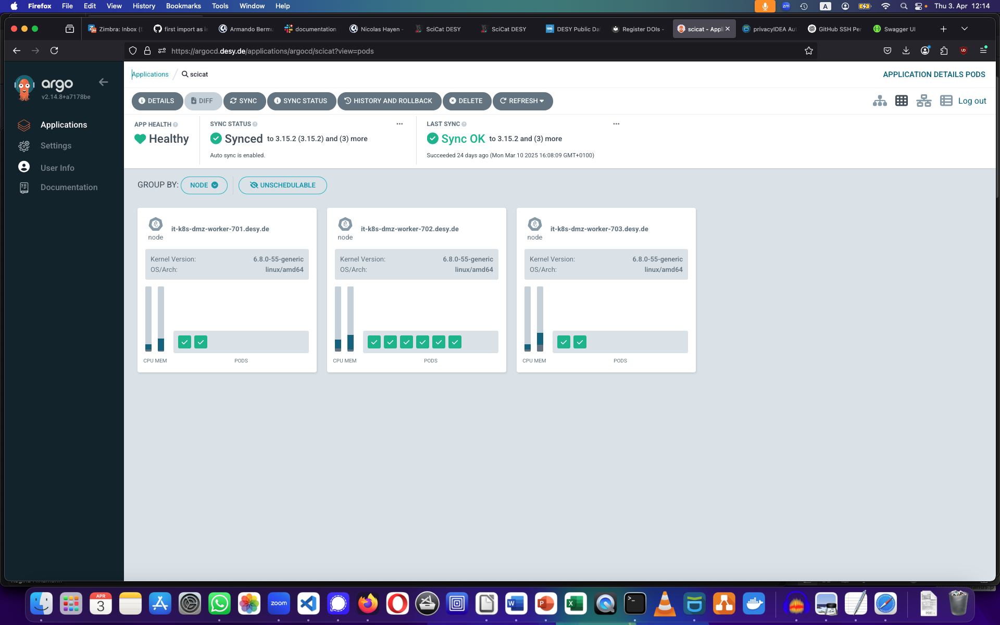 Firefox File Edit View History Bookmarks Tools Window Help
zm A Thu 3. Apr 12:14
Zimbra: Inbox (5 first import as is Armando Bermu documentation Nicolas Hayen - SciCat DESY SciCat DESY DESY Public Da Register DOIs - scicat - Appli privacyIDEA Aut GitHub SSH Per Swagger UI
https://argocd.desy.de/applications/argocd/scicat?view=pods
argo
v2.14.8+a7178be
Applications
Settings
User Info
Documentation
Applications / scicat
APPLICATION DETAILS PODS
DETAILS DIFF SYNC SYNC STATUS HISTORY AND ROLLBACK DELETE REFRESH
Log out
APP HEALTH
Healthy
SYNC STATUS
Synced to 3.15.2 (3.15.2) and (3) more
Auto sync is enabled.
LAST SYNC
Sync OK to 3.15.2 and (3) more
Succeeded 24 days ago (Mon Mar 10 2025 16:08:09 GMT+0100)
GROUP BY: NODE UNSCHEDULABLE
node
it-k8s-dmz-worker-701.desy.de
Kernel Version: 6.8.0-55-generic
OS/Arch: linux/amd64
CPU MEM PODS
node
it-k8s-dmz-worker-702.desy.de
Kernel Version: 6.8.0-55-generic
OS/Arch: linux/amd64
CPU MEM PODS
node
it-k8s-dmz-worker-703.desy.de
Kernel Version: 6.8.0-55-generic
OS/Arch: linux/amd64
CPU MEM PODS
APR
3
zoom
W
P
X
PDF